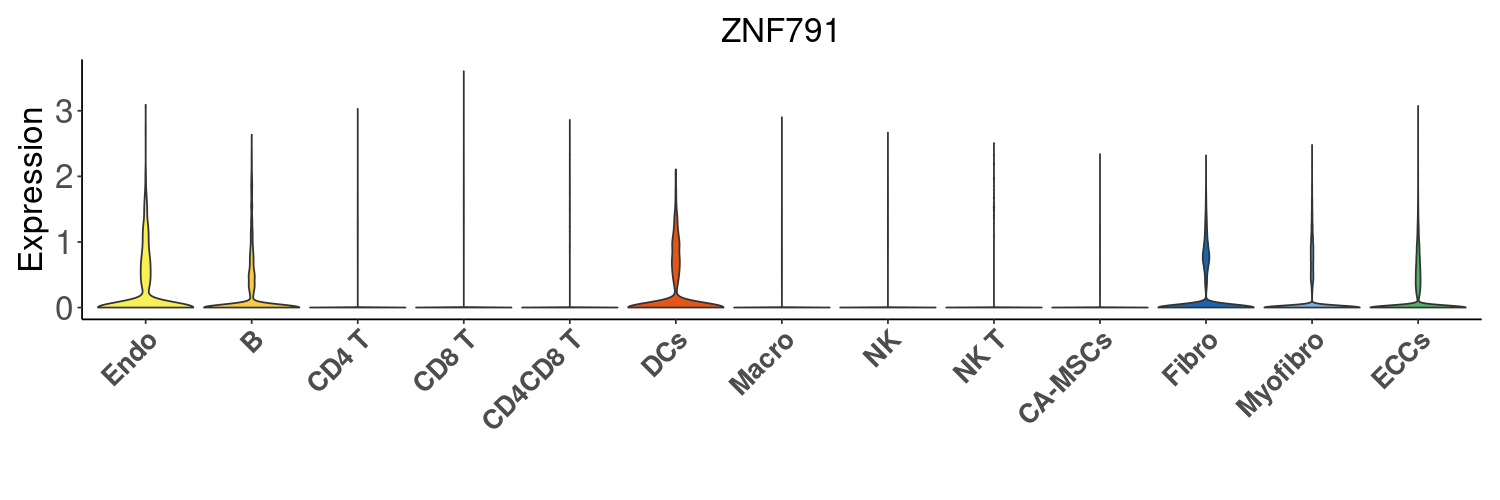 ZNF791
Expression
3
2
1
0
Endo
B
CD4 T
CD8 T
CD4CD8 T
DCs
Macro
NK
NK T
CA-MSCs
Fibro
Myofibro
ECCs